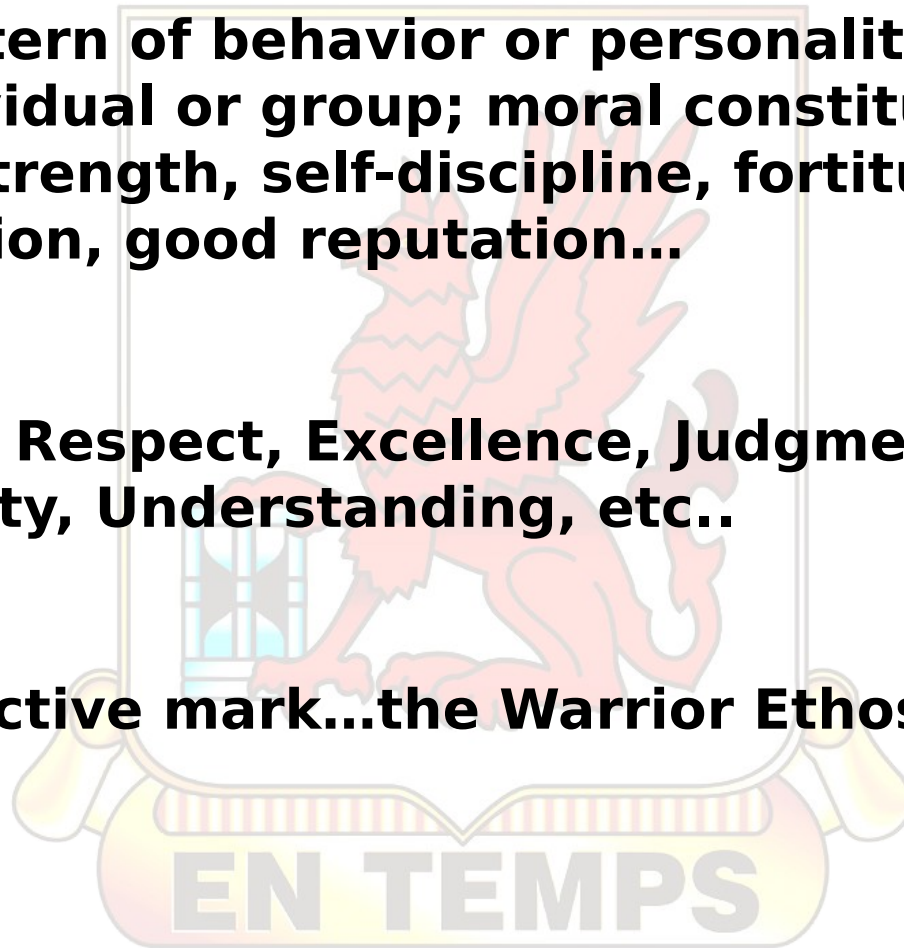 tern of behavior or personalit
vidual or group; moral constitu
trength, self-discipline, fortitu
ion, good reputation…
Respect, Excellence, Judgme
ty, Understanding, etc..
ctive mark…the Warrior Ethos
EN TEMPS